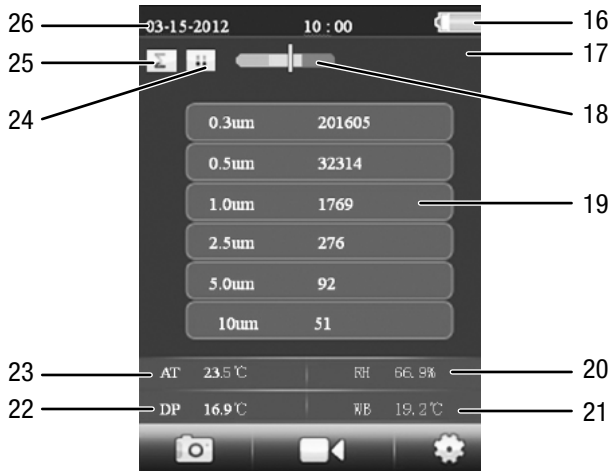 26 03-15-2012 10 : 00 16
25 Σ 17
24 18
0.3um 201605
0.5um 32314
1.0um 1769 19
2.5um 276
5.0um 92
10um 51
23 AT 23.5℃ RH 66.9% 20
22 DP 16.9℃ WB 19.2℃ 21